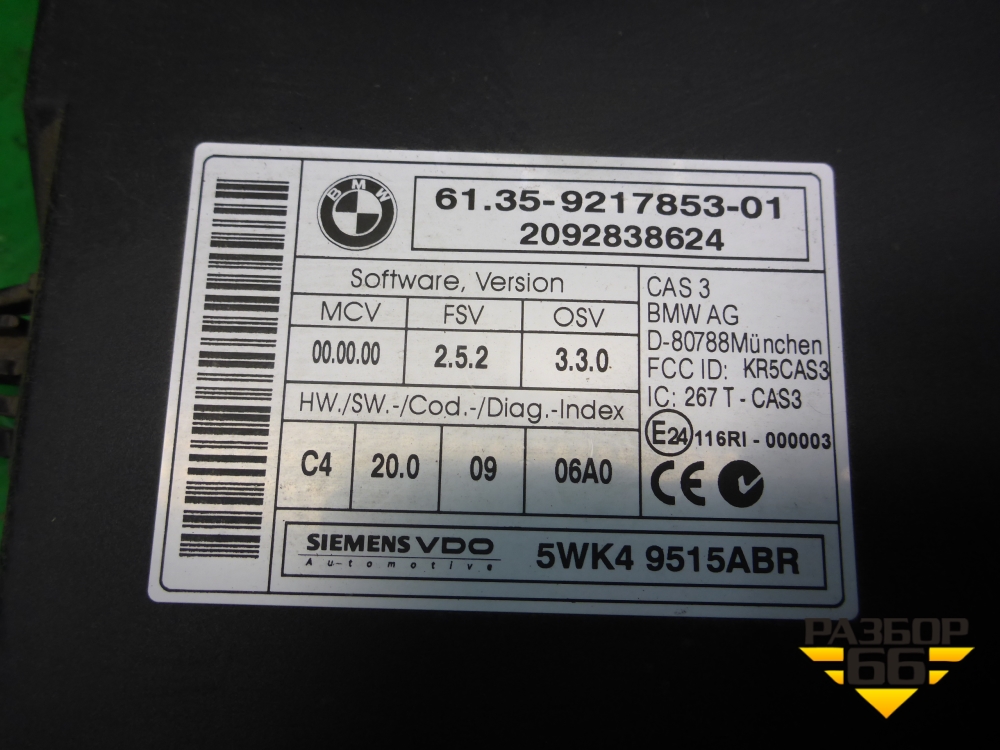 BMW
61.35-9217853-01
2092838624
Software, Version
MCV FSV OSV
00.00.00 2.5.2 3.3.0
HW./SW.-/Cod.-/Diag.-Index
C4 20.0 09 06A0
CAS 3
BMW AG
D-80788München
FCC ID: KR5CAS3
IC: 267 T - CAS3
E24 116RI - 000003
CE
SIEMENS VDO
Automotive
5WK4 9515ABR
РАЗБОР
66